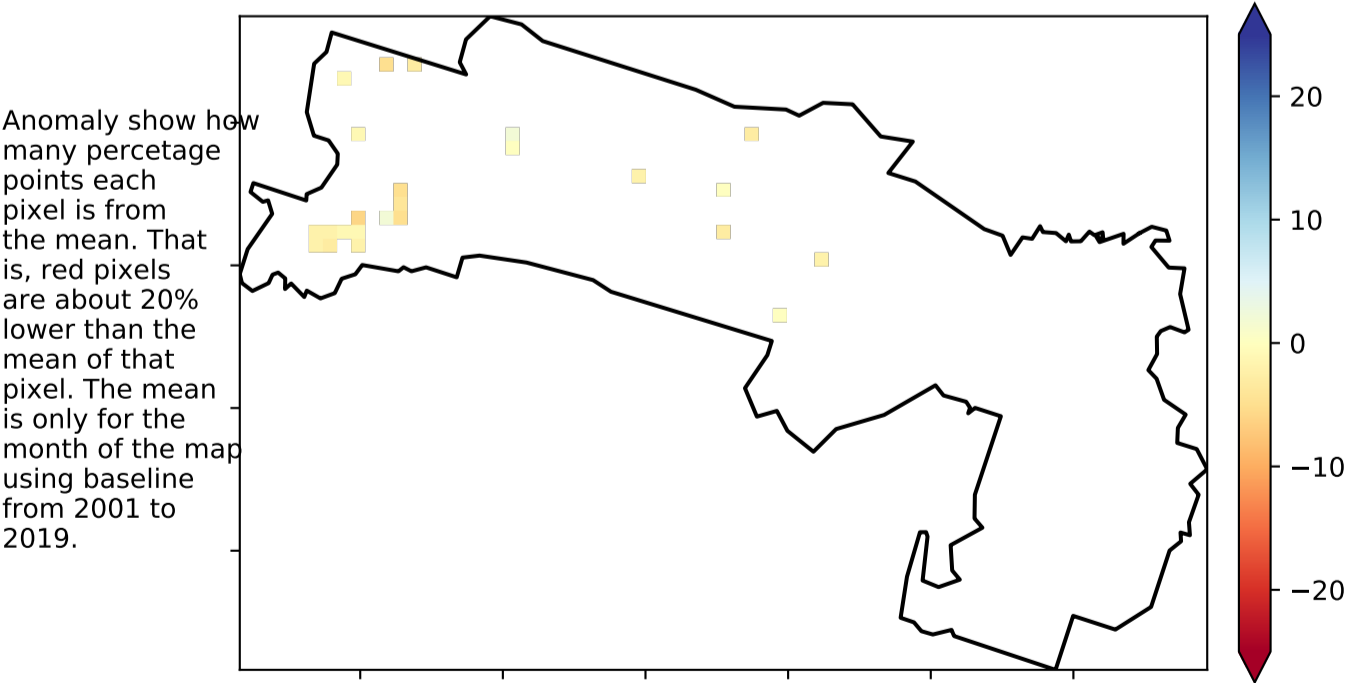 Anomaly show how
many percetage
points each
pixel is from
the mean. That
is, red pixels
are about 20%
lower than the
mean of that
pixel. The mean
is only for the
month of the map
using baseline
from 2001 to
2019.
20
10
0
−10
−20